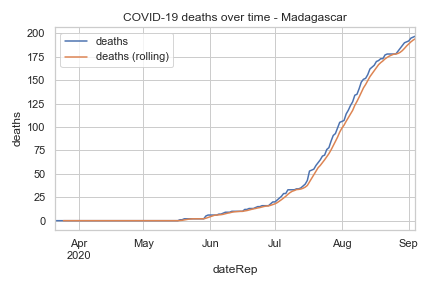 COVID-19 deaths over time - Madagascar
deaths
deaths (rolling)
200
175
150
125
100
75
50
25
0
deaths
Apr
2020
May
Jun
Jul
Aug
Sep
dateRep